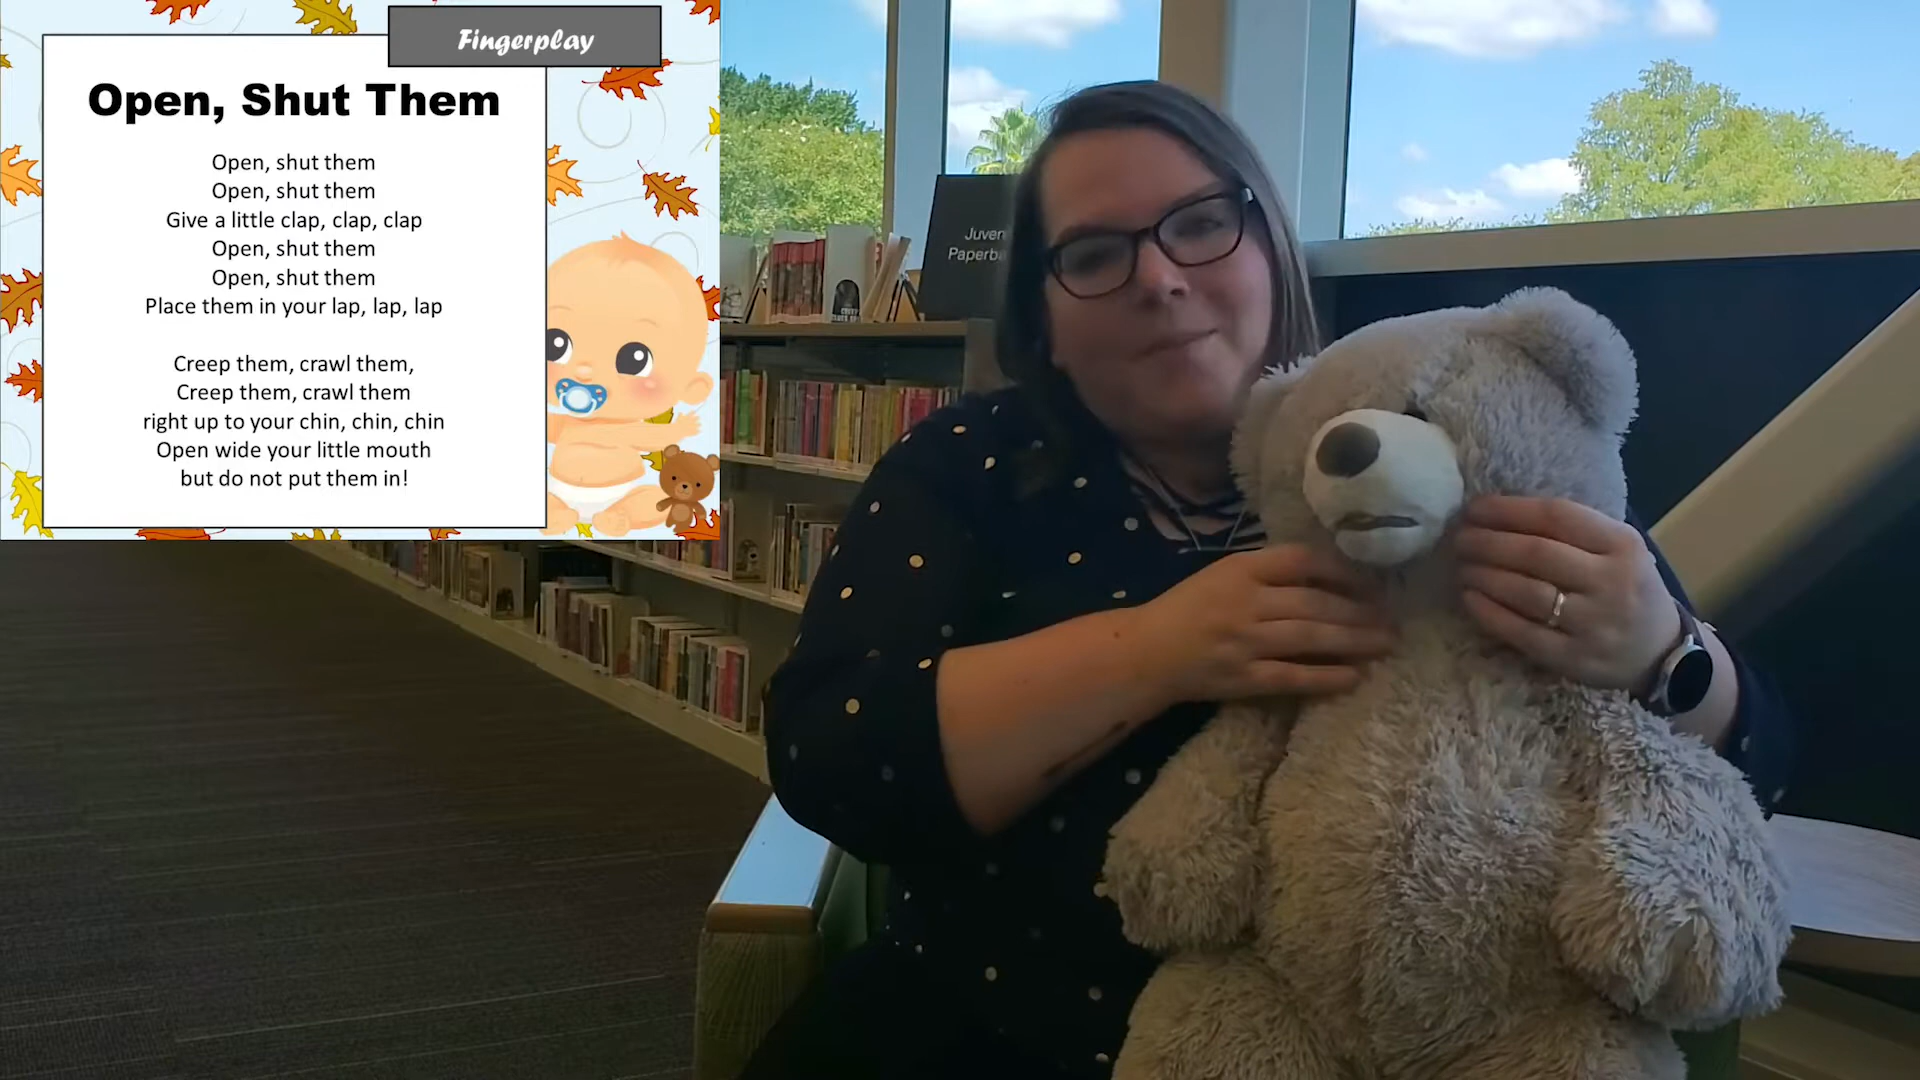 Fingerplay
Open, Shut Them
Open, shut them
Open, shut them
Give a little clap, clap, clap
Open, shut them
Open, shut them
Place them in your lap, lap, lap
Creep them, crawl them,
Creep them, crawl them
right up to your chin, chin, chin
Open wide your little mouth
but do not put them in!